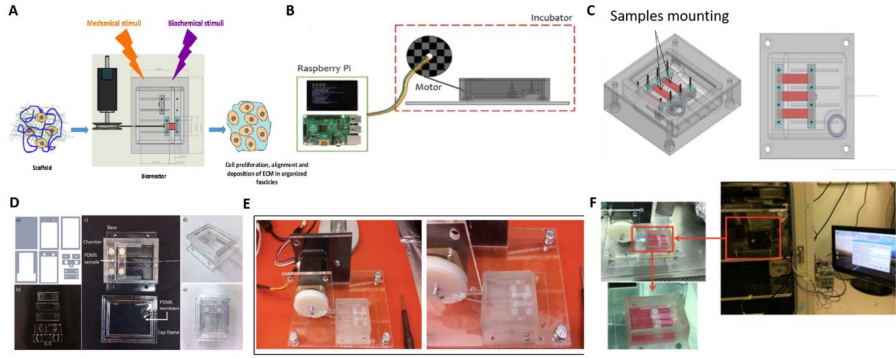 A
Mechanical stimuli
Biochemical stimuli
Scaffold
Bioreactor
Cell proliferation, alignment and
deposition of ECM in organized
fascicles
B
Incubator
Raspberry Pi
Motor
C
Samples mounting
D
a)
b)
c)
Base
Chamber
PDMS
sample
PDMS
membrane
Cap frame
d)
e)
E
F